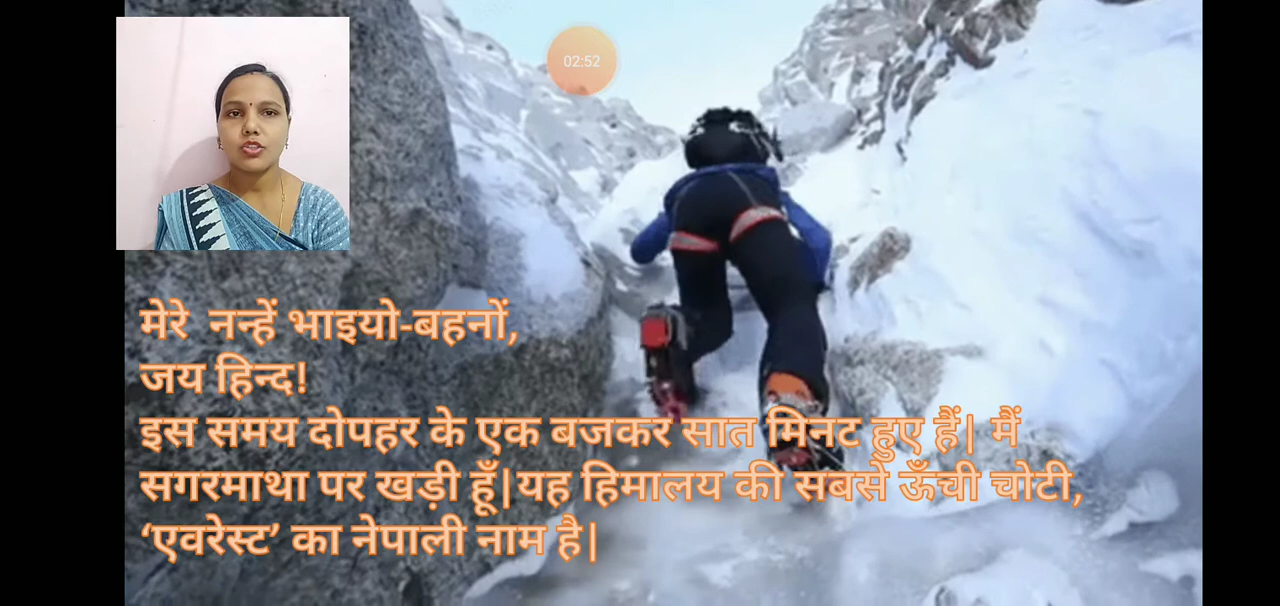 02:52
मेरे नन्हें भाइयो-बहनों,
जय हिन्द!
इस समय दोपहर के एक बजकर सात मिनट हुए हैं| मैं
सगरमाथा पर खड़ी हूँ|यह हिमालय की सबसे ऊँची चोटी,
‘एवरेस्ट’ का नेपाली नाम है|